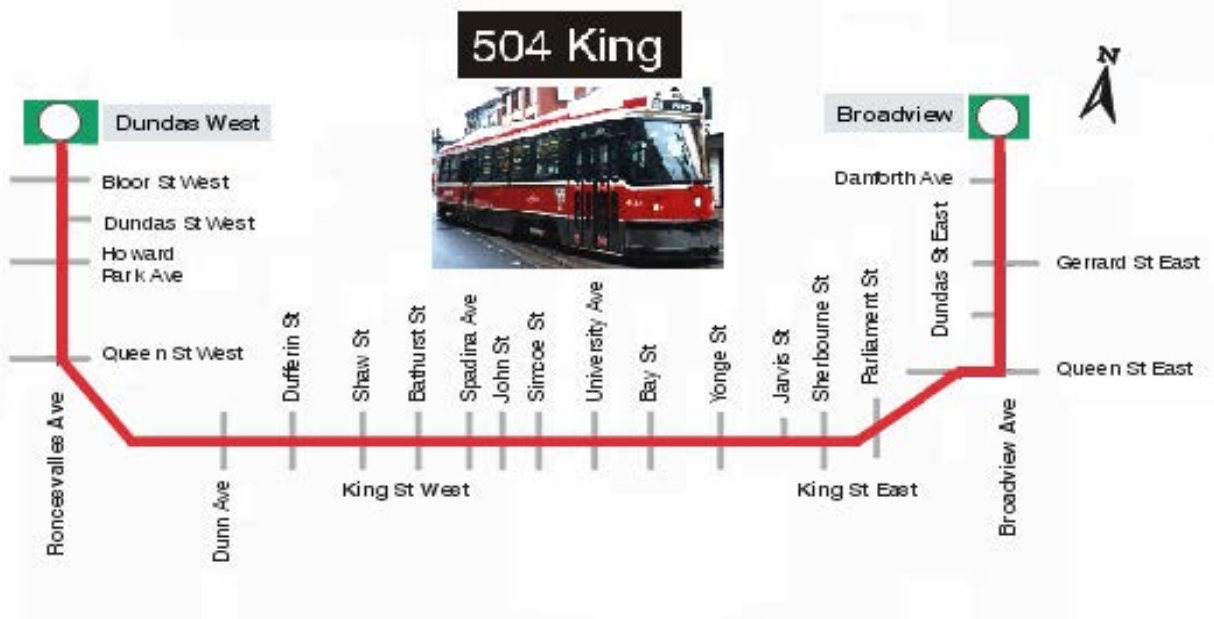 504 King
N
Dundas West
Broadview
Bloor St West
Danforth Ave
Dundas St West
Howard
Park Ave
Gerrard St East
Dundas St East
Queen St West
Queen St East
Roncesvalles Ave
Dunn Ave
Dufferin St
Shaw St
Bathurst St
Spadina Ave
John St
Simcoe St
University Ave
Bay St
Yonge St
Jarvis St
Sherbourne St
Parliament St
Broadview Ave
King St West
King St East